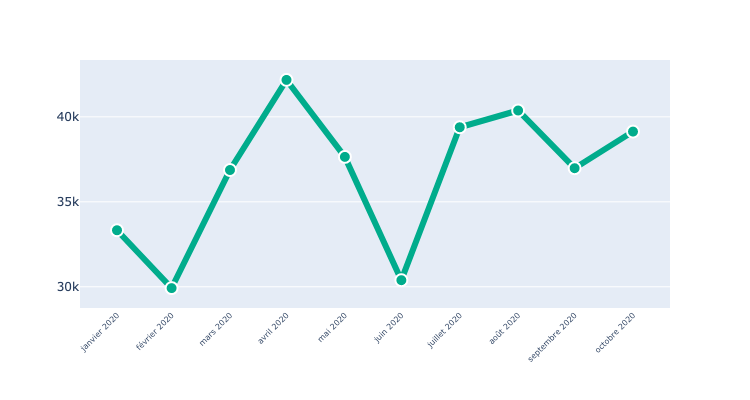 40k
35k
30k
janvier 2020
février 2020
mars 2020
avril 2020
mai 2020
juin 2020
juillet 2020
août 2020
septembre 2020
octobre 2020